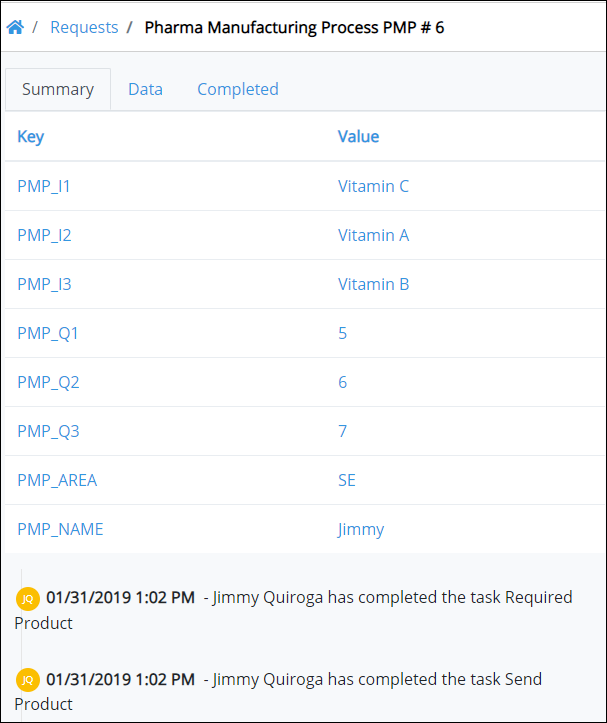 / Requests / Pharma Manufacturing Process PMP # 6
Summary Data Completed
Key Value
PMP_I1 Vitamin C
PMP_I2 Vitamin A
PMP_I3 Vitamin B
PMP_Q1 5
PMP_Q2 6
PMP_Q3 7
PMP_AREA SE
PMP_NAME Jimmy
JQ 01/31/2019 1:02 PM - Jimmy Quiroga has completed the task Required
Product
JQ 01/31/2019 1:02 PM - Jimmy Quiroga has completed the task Send
Product